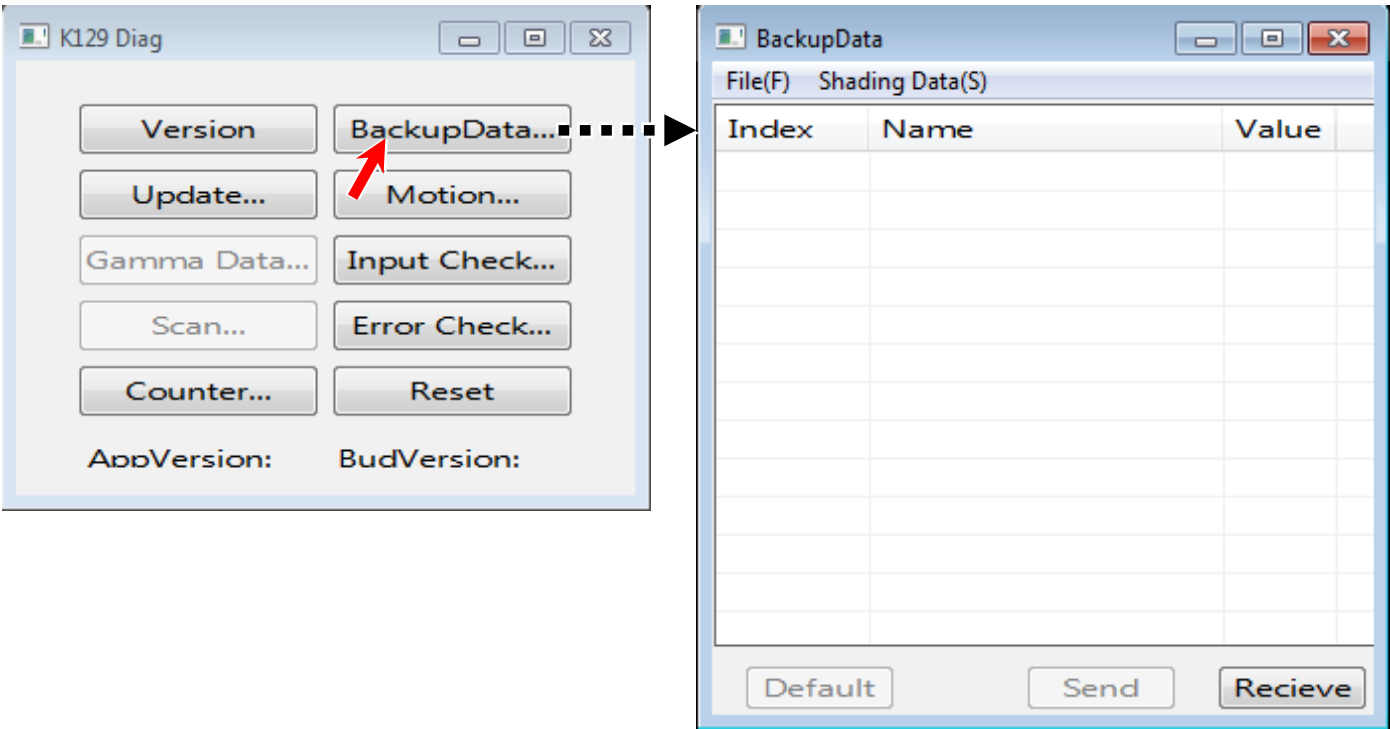 K129 Diag
Version
BackupData...
Update...
Motion...
Gamma Data...
Input Check...
Scan...
Error Check...
Counter...
Reset
AppVersion:
BudVersion:
BackupData
File(F) Shading Data(S)
Index Name Value
Default Send Recieve